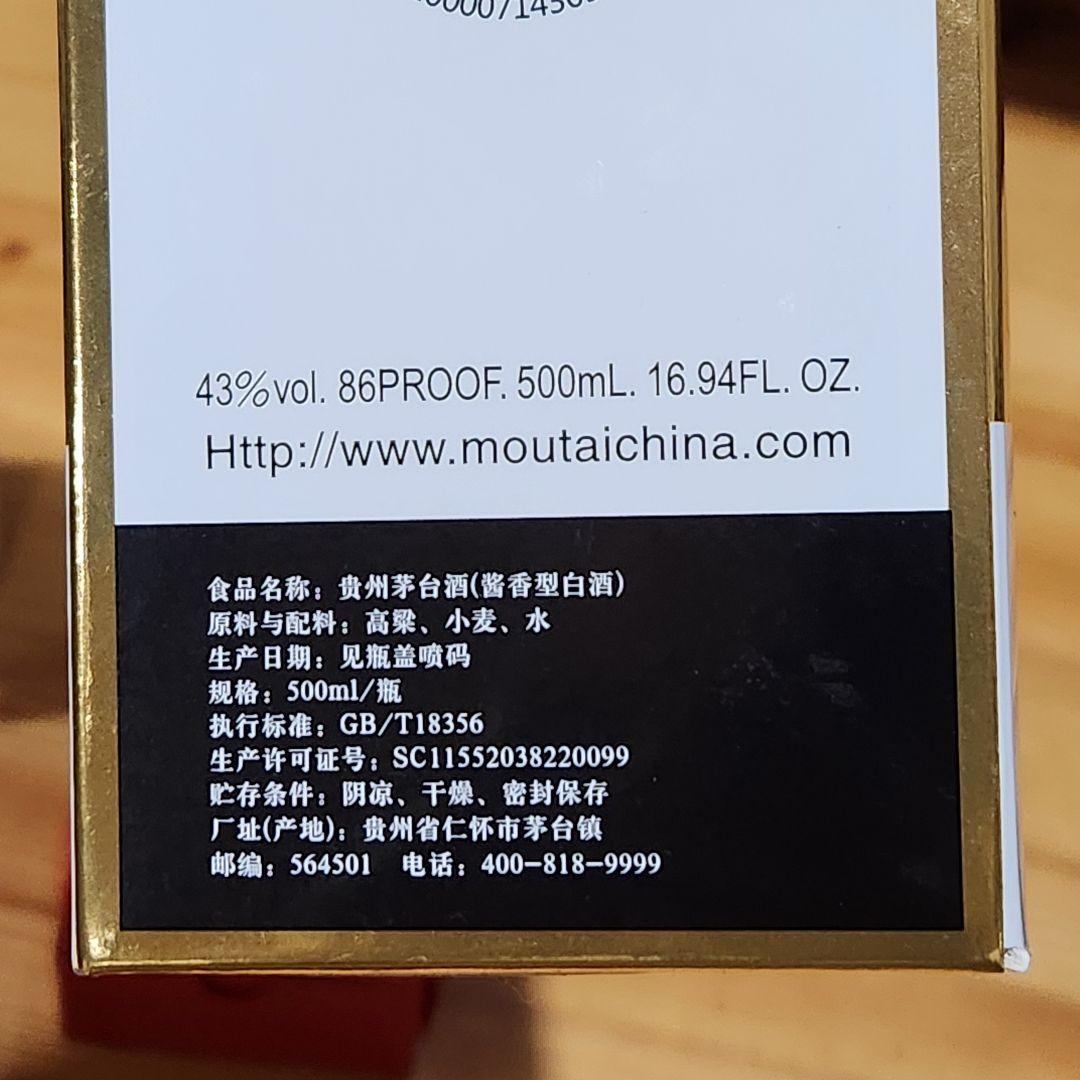 43%vol. 86PROOF. 500mL. 16.94FL. OZ.
Http://www.moutaichina.com
食品名称：贵州茅台酒(酱香型白酒)
原料与配料：高粱、小麦、水
生产日期：见瓶盖喷码
规格：500ml/瓶
执行标准：GB/T18356
生产许可证号：SC11552038220099
贮存条件：阴凉、干燥、密封保存
厂址(产地)：贵州省仁怀市茅台镇
邮编：564501 电话：400-818-9999